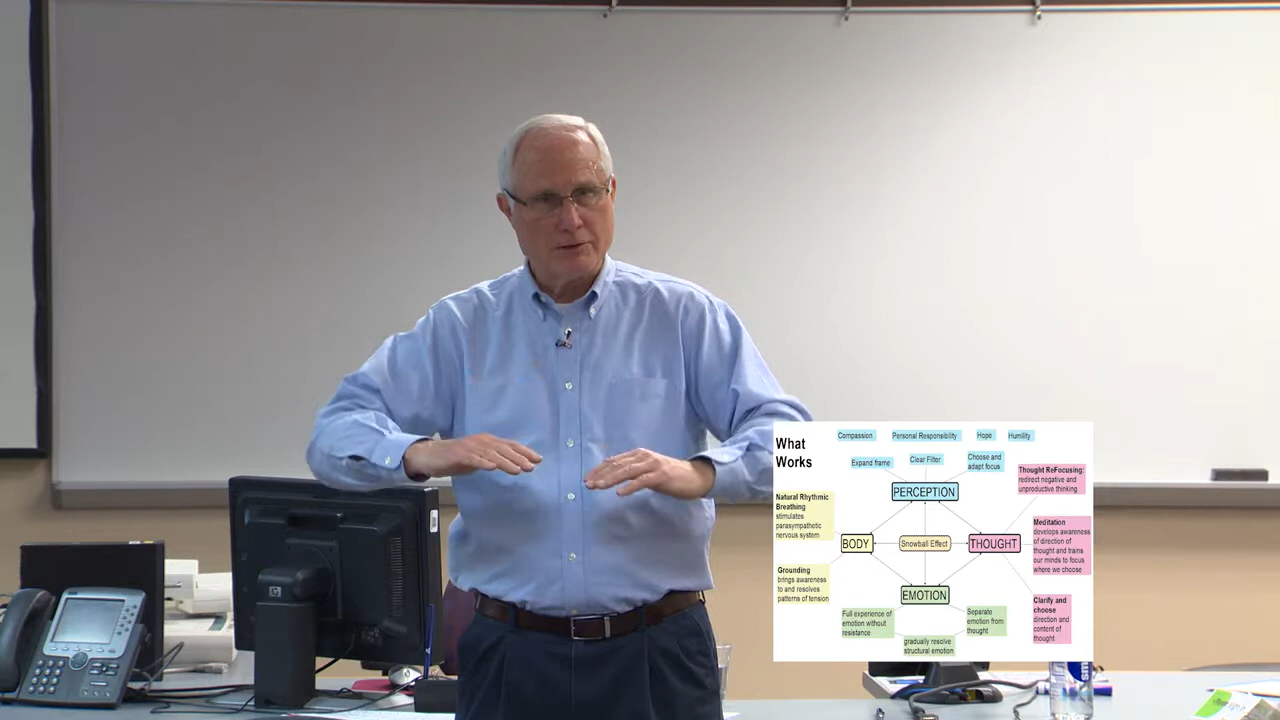 What
Works
Compassion
Personal Responsibility
Hope
Humility
Expand frame
Clear Filter
Choose and
adapt focus
PERCEPTION
Thought ReFocusing:
redirect negative and
unproductive thinking
Natural Rhythmic
Breathing
stimulates
parasympathetic
nervous system
BODY
Snowball Effect
THOUGHT
Meditation
develops awareness
of direction of
thought and trains
our minds to focus
where we choose
Grounding
brings awareness
to and resolves
patterns of tension
EMOTION
Full experience of
emotion without
resistance
gradually resolve
structural emotion
Separate
emotion from
thought
Clarify and
choose
direction and
content of
thought
hp